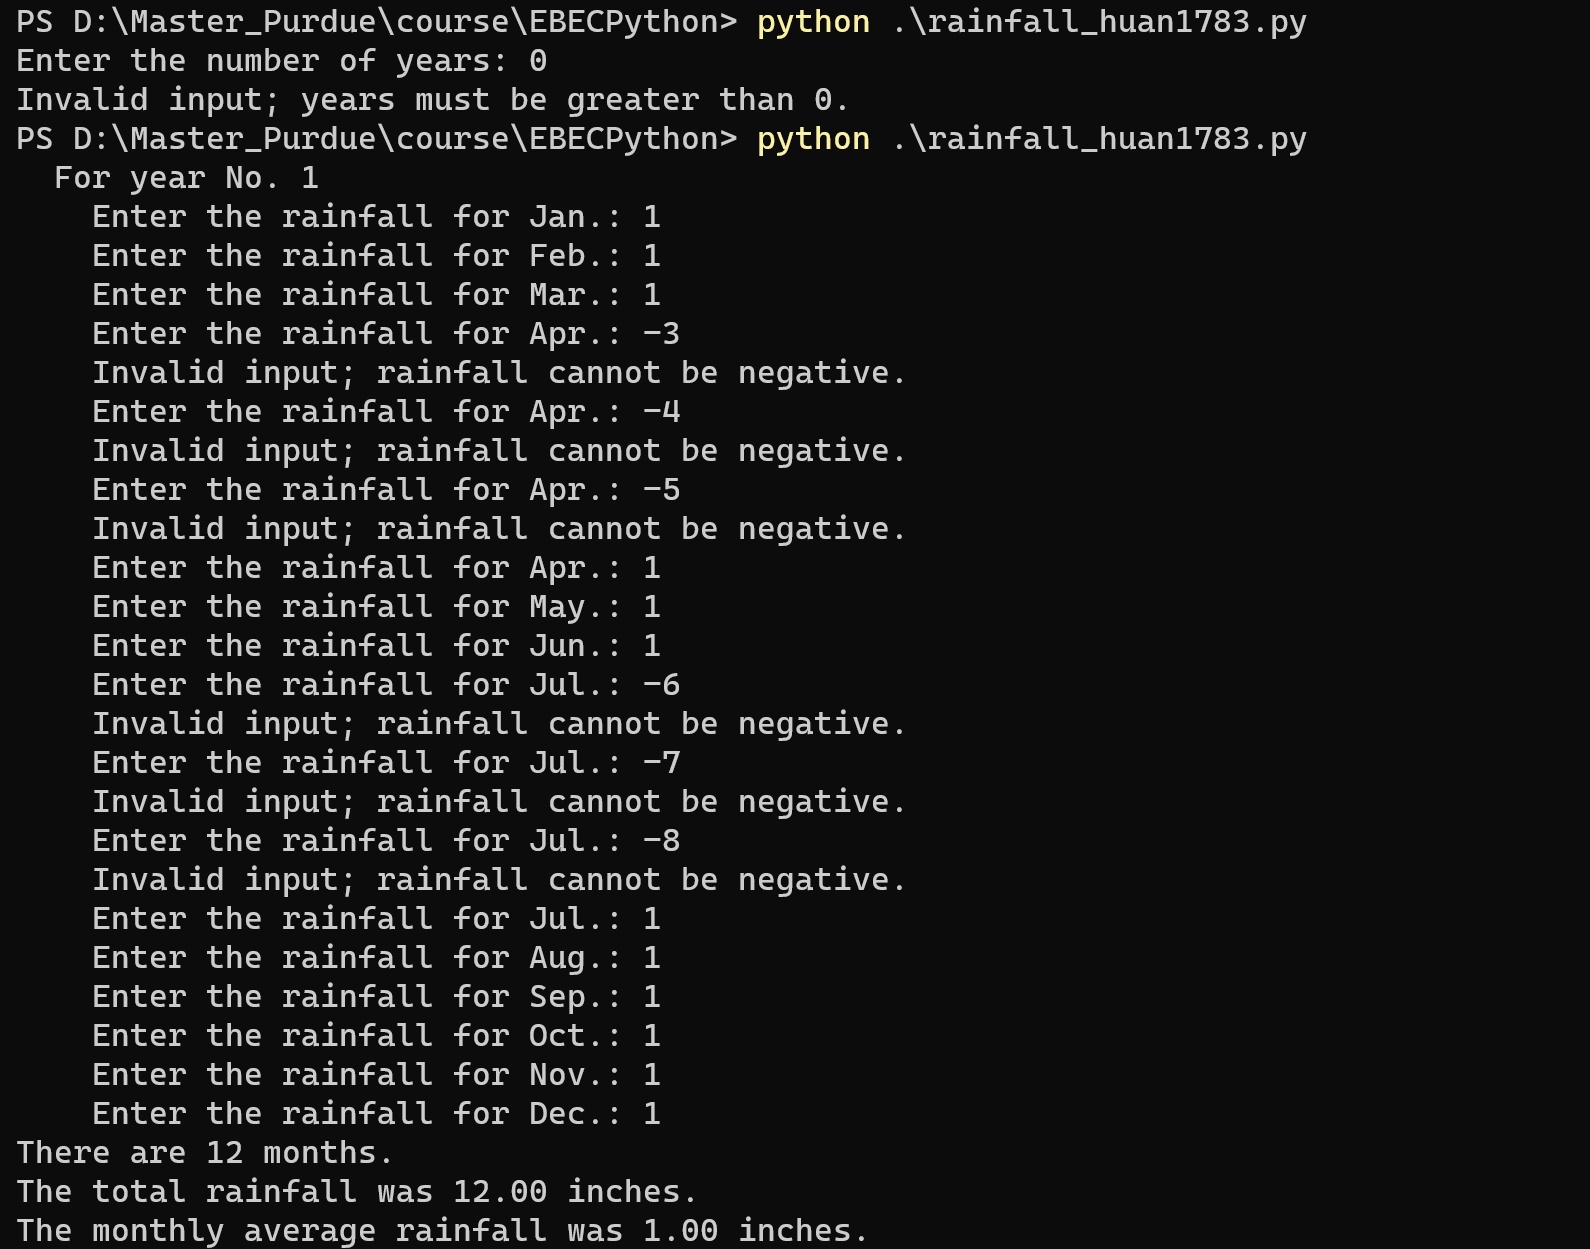 PS D:\Master_Purdue\course\EBECPython> python .\rainfall_huan1783.py
Enter the number of years: 0
Invalid input; years must be greater than 0.
PS D:\Master_Purdue\course\EBECPython> python .\rainfall_huan1783.py
For year No. 1
Enter the rainfall for Jan.: 1
Enter the rainfall for Feb.: 1
Enter the rainfall for Mar.: 1
Enter the rainfall for Apr.: -3
Invalid input; rainfall cannot be negative.
Enter the rainfall for Apr.: -4
Invalid input; rainfall cannot be negative.
Enter the rainfall for Apr.: -5
Invalid input; rainfall cannot be negative.
Enter the rainfall for Apr.: 1
Enter the rainfall for May.: 1
Enter the rainfall for Jun.: 1
Enter the rainfall for Jul.: -6
Invalid input; rainfall cannot be negative.
Enter the rainfall for Jul.: -7
Invalid input; rainfall cannot be negative.
Enter the rainfall for Jul.: -8
Invalid input; rainfall cannot be negative.
Enter the rainfall for Jul.: 1
Enter the rainfall for Aug.: 1
Enter the rainfall for Sep.: 1
Enter the rainfall for Oct.: 1
Enter the rainfall for Nov.: 1
Enter the rainfall for Dec.: 1
There are 12 months.
The total rainfall was 12.00 inches.
The monthly average rainfall was 1.00 inches.